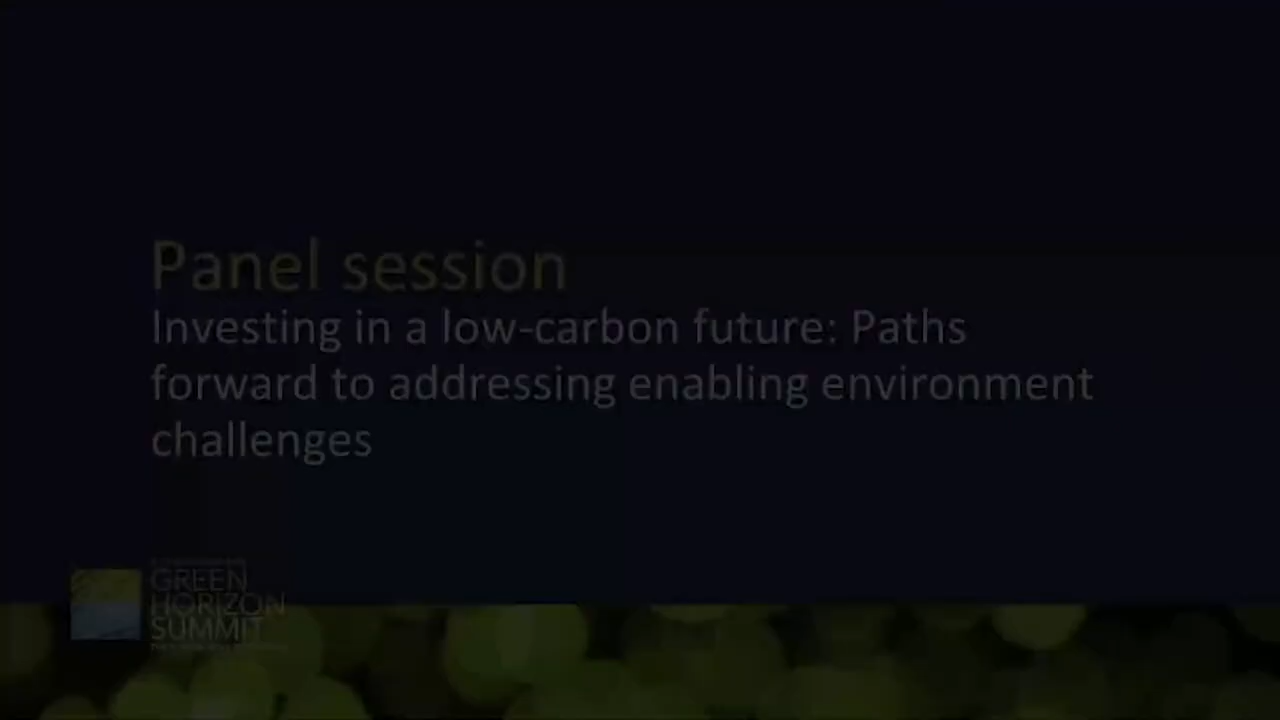 Panel session
Investing in a low-carbon future: Paths
forward to addressing enabling environment
challenges
GREEN
HORIZON
SUMMIT